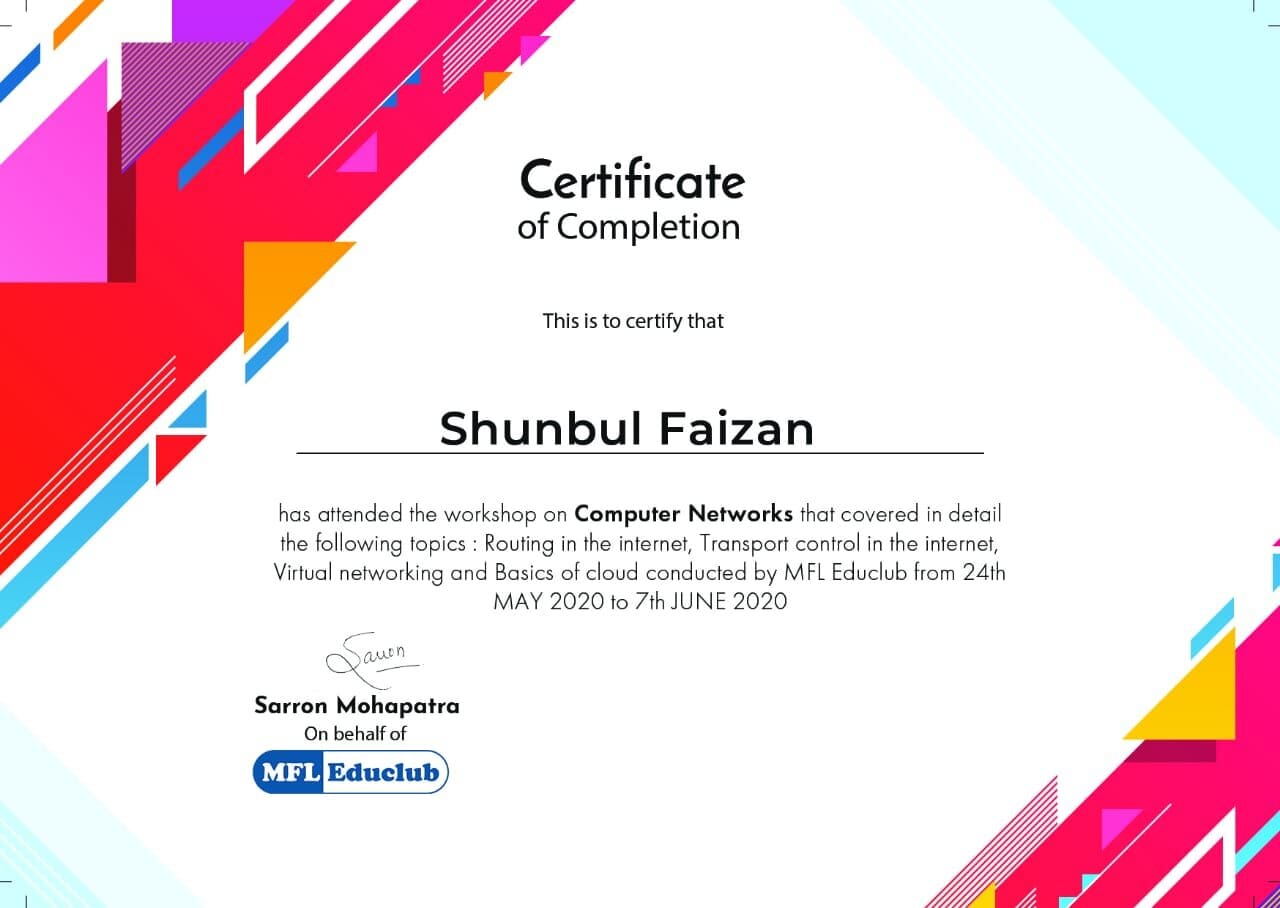 Certificate
of Completion
This is to certify that
Shunbul Faizan
has attended the workshop on Computer Networks that covered in detail
the following topics : Routing in the internet, Transport control in the internet,
Virtual networking and Basics of cloud conducted by MFL Educlub from 24th
MAY 2020 to 7th JUNE 2020
Sarron
Sarron Mohapatra
On behalf of
MFL Educlub